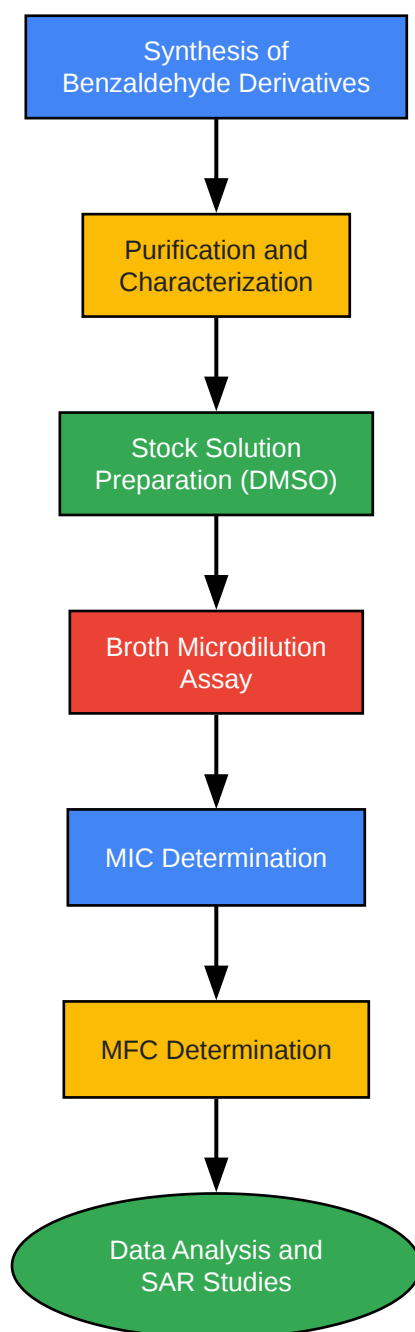 Synthesis of
Benzaldehyde Derivatives
Purification and
Characterization
Stock Solution
Preparation (DMSO)
Broth Microdilution
Assay
MIC Determination
MFC Determination
Data Analysis and
SAR Studies